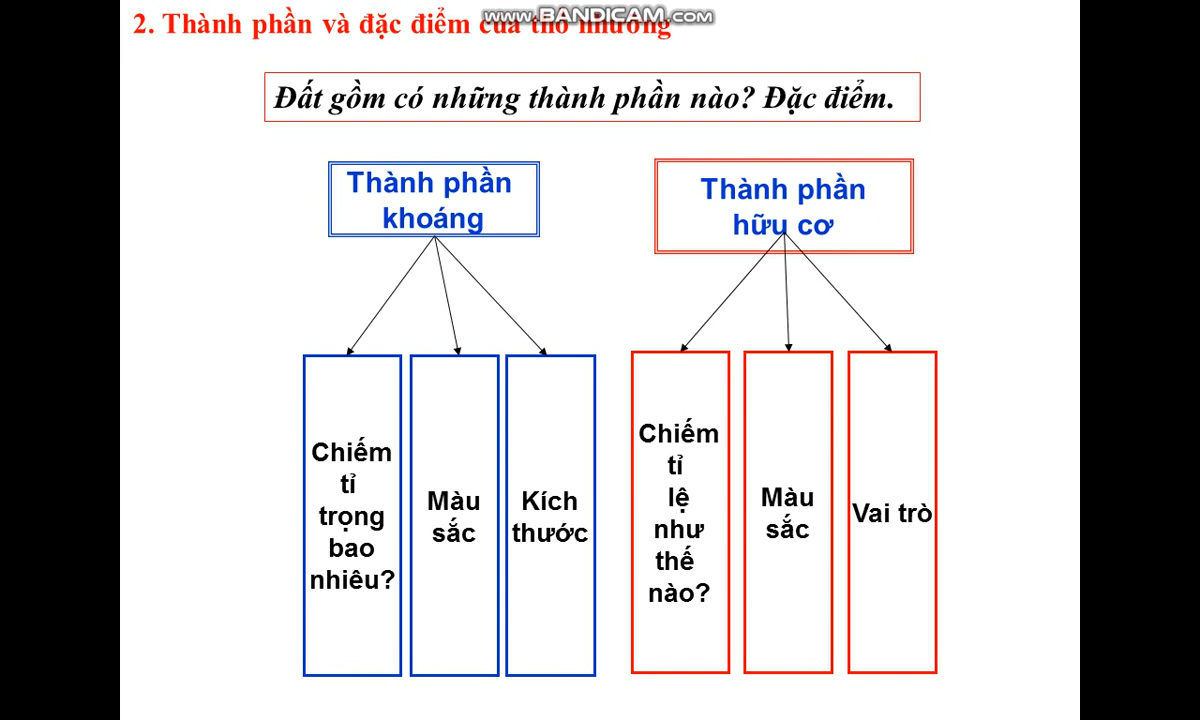 www.BANDICAM.com
2. Thành phần và đặc điểm của thổ nhưỡng
Đất gồm có những thành phần nào? Đặc điểm.
Thành phần
khoáng
Thành phần
hữu cơ
Chiếm
tỉ
trọng
bao
nhiêu?
Màu
sắc
Kích
thước
Chiếm
tỉ
lệ
như
thế
nào?
Màu
sắc
Vai trò